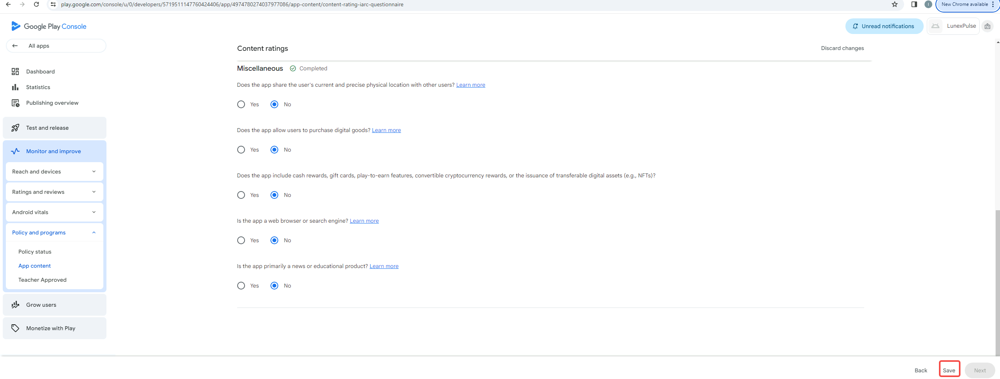 play.google.com/console/u/0/developers/5719511147760424406/app/4974780274037977086/app-content/content-rating-iarc-questionnaire
I
New Chrome available
Google Play Console
Unread notifications
LunexPulse
All apps
Content ratings
Discard changes
Dashboard
Statistics
Publishing overview
Test and release
Monitor and improve
Reach and devices
Ratings and reviews
Android vitals
Policy and programs
Policy status
App content
Teacher Approved
Grow users
Monetize with Play
Miscellaneous Completed
Does the app share the user's current and precise physical location with other users? Learn more
Yes No
Does the app allow users to purchase digital goods? Learn more
Yes No
Does the app include cash rewards, gift cards, play-to-earn features, convertible cryptocurrency rewards, or the issuance of transferable digital assets (e.g., NFTs)?
Yes No
Is the app a web browser or search engine? Learn more
Yes No
Is the app primarily a news or educational product? Learn more
Yes No
Back Save Next